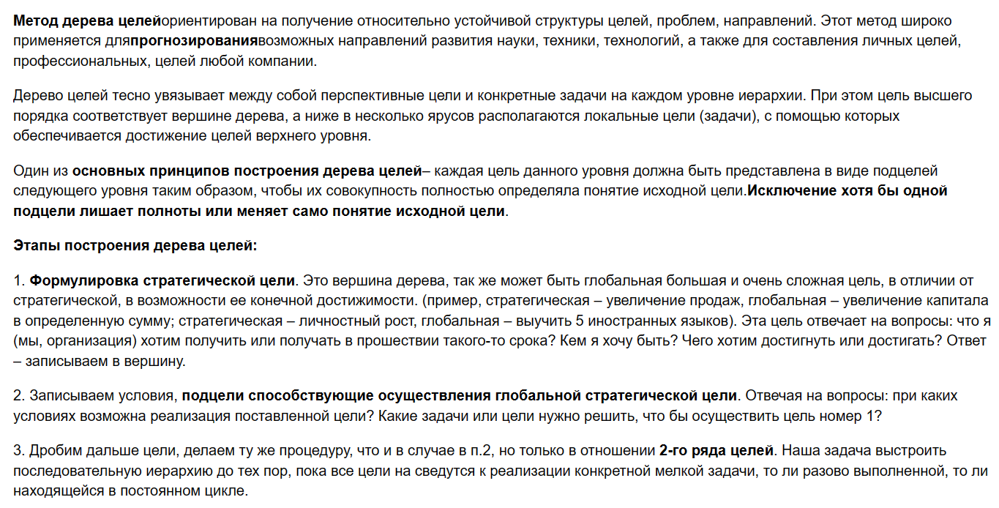 Метод дерева целейориентирован на получение относительно устойчивой структуры целей, проблем, направлений. Этот метод широко
применяется дляпрогнозированиявозможных направлений развития науки, техники, технологий, а также для составления личных целей,
профессиональных, целей любой компании.
Дерево целей тесно увязывает между собой перспективные цели и конкретные задачи на каждом уровне иерархии. При этом цель высшего
порядка соответствует вершине дерева, а ниже в несколько ярусов располагаются локальные цели (задачи), с помощью которых
обеспечивается достижение целей верхнего уровня.
Один из основных принципов построения дерева целей– каждая цель данного уровня должна быть представлена в виде подцелей
следующего уровня таким образом, чтобы их совокупность полностью определяла понятие исходной цели.Исключение хотя бы одной
подцели лишает полноты или меняет само понятие исходной цели.
Этапы построения дерева целей:
1. Формулировка стратегической цели. Это вершина дерева, так же может быть глобальная большая и очень сложная цель, в отличии от
стратегической, в возможности ее конечной достижимости. (пример, стратегическая – увеличение продаж, глобальная – увеличение капитала
в определенную сумму; стратегическая – личностный рост, глобальная – выучить 5 иностранных языков). Эта цель отвечает на вопросы: что я
(мы, организация) хотим получить или получать в прошествии такого-то срока? Кем я хочу быть? Чего хотим достигнуть или достигать? Ответ
– записываем в вершину.
2. Записываем условия, подцели способствующие осуществления глобальной стратегической цели. Отвечая на вопросы: при каких
условиях возможна реализация поставленной цели? Какие задачи или цели нужно решить, что бы осуществить цель номер 1?
3. Дробим дальше цели, делаем ту же процедуру, что и в случае в п.2, но только в отношении 2-го ряда целей. Наша задача выстроить
последовательную иерархию до тех пор, пока все цели на сведутся к реализации конкретной мелкой задачи, то ли разово выполненной, то ли
находящейся в постоянном цикле.